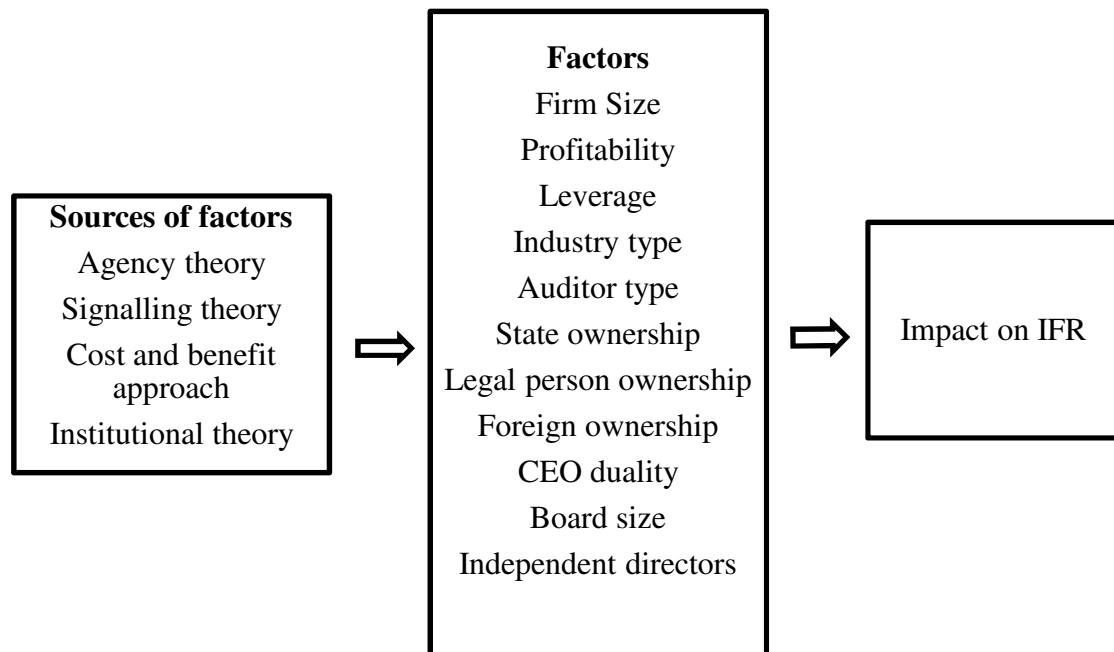 Sources of factors
Agency theory
Signalling theory
Cost and benefit
approach
Institutional theory
Factors
Firm Size
Profitability
Leverage
Industry type
Auditor type
State ownership
Legal person ownership
Foreign ownership
CEO duality
Board size
Independent directors
Impact on IFR